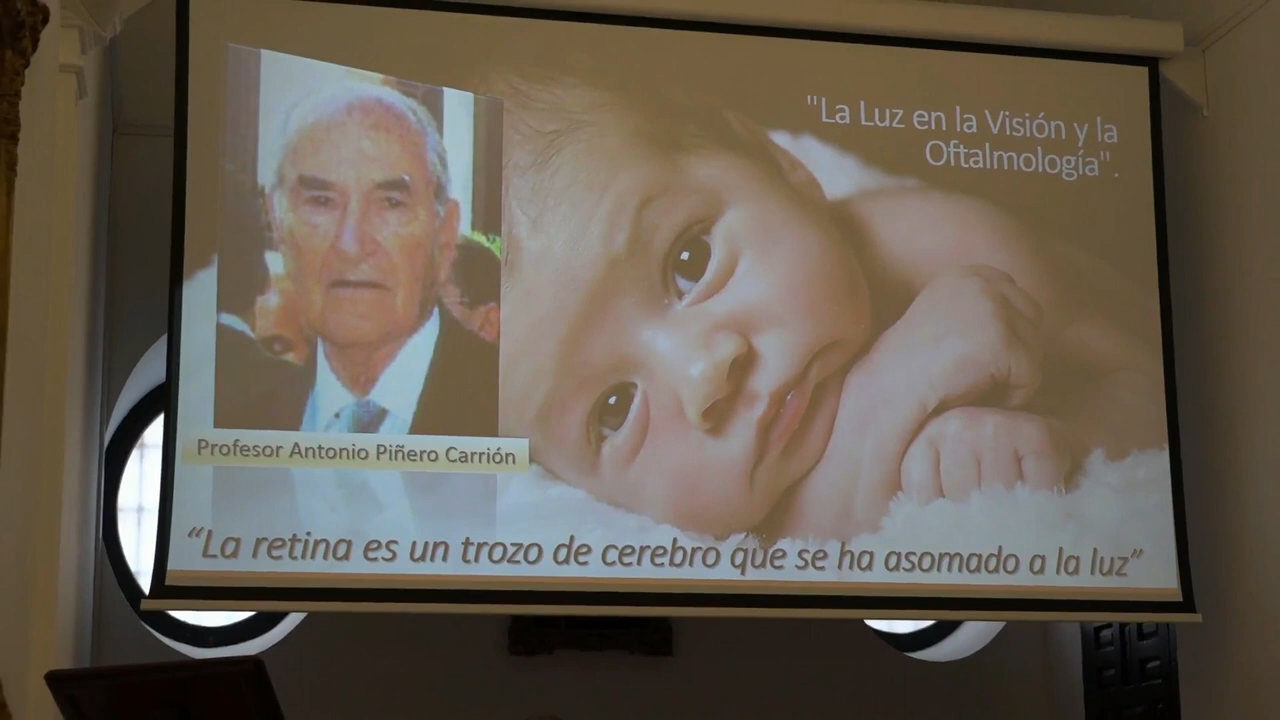 "La Luz en la Visión y la
Oftalmología".
Profesor Antonio Piñero Carrión
“La retina es un trozo de cerebro que se ha asomado a la luz”